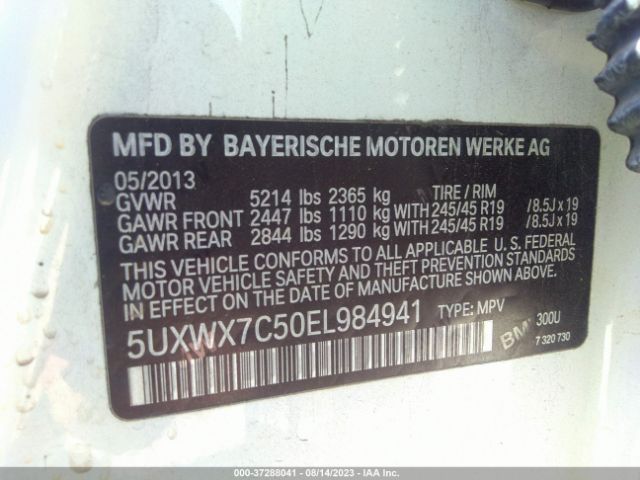 MFD BY BAYERISCHE MOTOREN WERKE AG
05/2013 TIRE / RIM
GVWR 5214 lbs 2365 kg
GAWR FRONT 2447 lbs 1110 kg WITH 245/45 R19 / 8.5J x 19
GAWR REAR 2844 lbs 1290 kg WITH 245/45 R19 / 8.5J x 19
THIS VEHICLE CONFORMS TO ALL APPLICABLE U. S. FEDERAL
MOTOR VEHICLE SAFETY AND THEFT PREVENTION STANDARDS
IN EFFECT ON THE DATE OF MANUFACTURE SHOWN ABOVE.
5UXWX7C50EL984941 TYPE: MPV 300U
BMW 7 320 730
000-37288041 - 08/14/2023 - IAA, Inc.